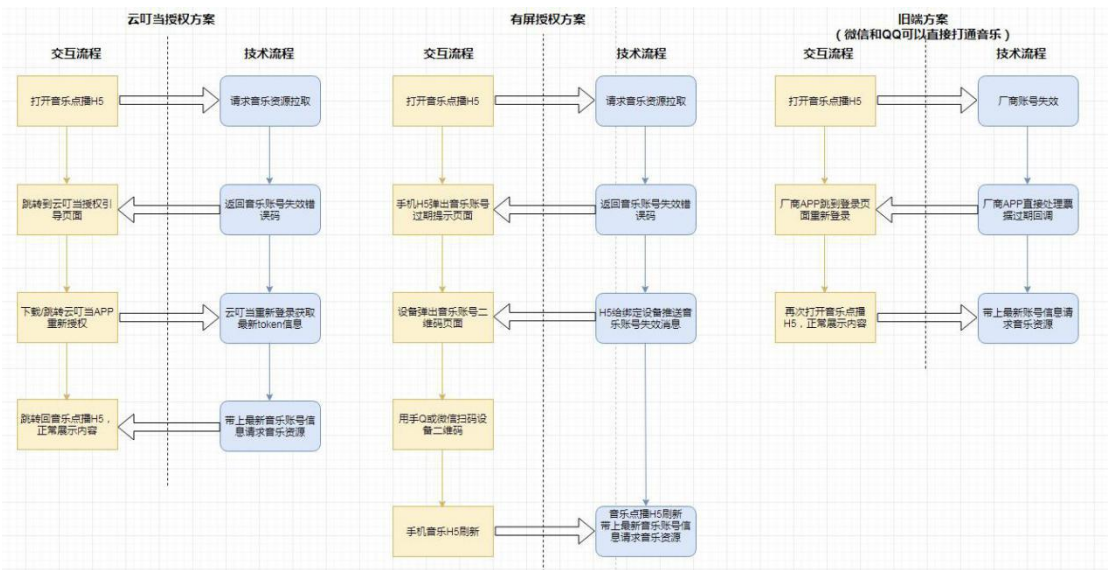 云叮当授权方案
交互流程
技术流程
打开音乐点播H5
请求音乐资源拉取
跳转到云叮当授权引
导页面
返回音乐账号失效错
误码
下载/跳转云叮当APP
重新授权
云叮当重新登录获取
最新token信息
跳转回音乐点播H5，
正常展示内容
带上最新音乐账号信
息请求音乐资源
有屏授权方案
交互流程
技术流程
打开音乐点播H5
请求音乐资源拉取
手机H5弹出音乐账号
过期提示页面
返回音乐账号失效错
误码
设备弹出音乐账号二
维码页面
H5给绑定设备推送音
乐账号失效消息
用手Q或微信扫码设
备二维码
手机音乐H5刷新
音乐点播H5刷新
带上最新音乐账号信
息请求音乐资源
旧端方案
（微信和QQ可以直接打通音乐）
交互流程
技术流程
打开音乐点播H5
厂商账号失效
厂商APP跳到登录页
面重新登录
厂商APP直接处理票
据过期回调
再次打开音乐点播
H5，正常展示内容
带上最新账号信息请
求音乐资源